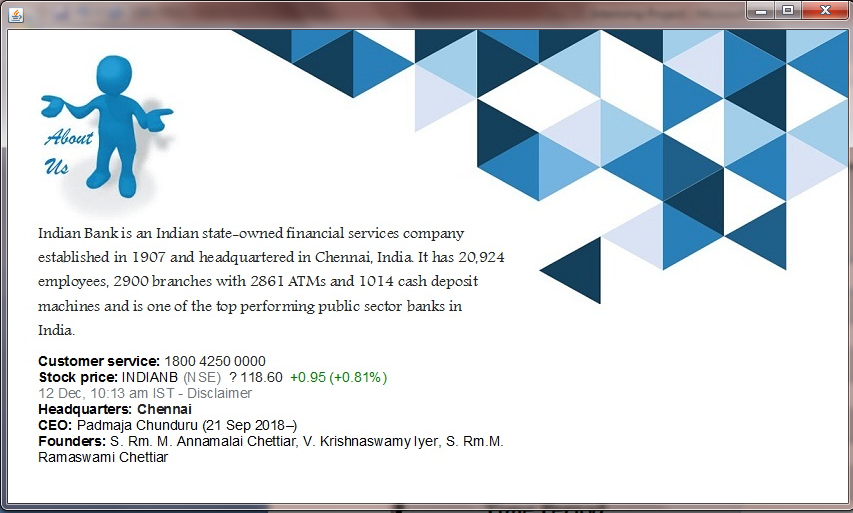 About
Us
Indian Bank is an Indian state-owned financial services company
established in 1907 and headquartered in Chennai, India. It has 20,924
employees, 2900 branches with 2861 ATMs and 1014 cash deposit
machines and is one of the top performing public sector banks in
India.
Customer service: 1800 4250 0000
Stock price: INDIANB (NSE) ? 118.60 +0.95 (+0.81%)
12 Dec, 10:13 am IST - Disclaimer
Headquarters: Chennai
CEO: Padmaja Chunduru (21 Sep 2018–)
Founders: S. Rm. M. Annamalai Chettiar, V. Krishnaswamy Iyer, S. Rm.M.
Ramaswami Chettiar